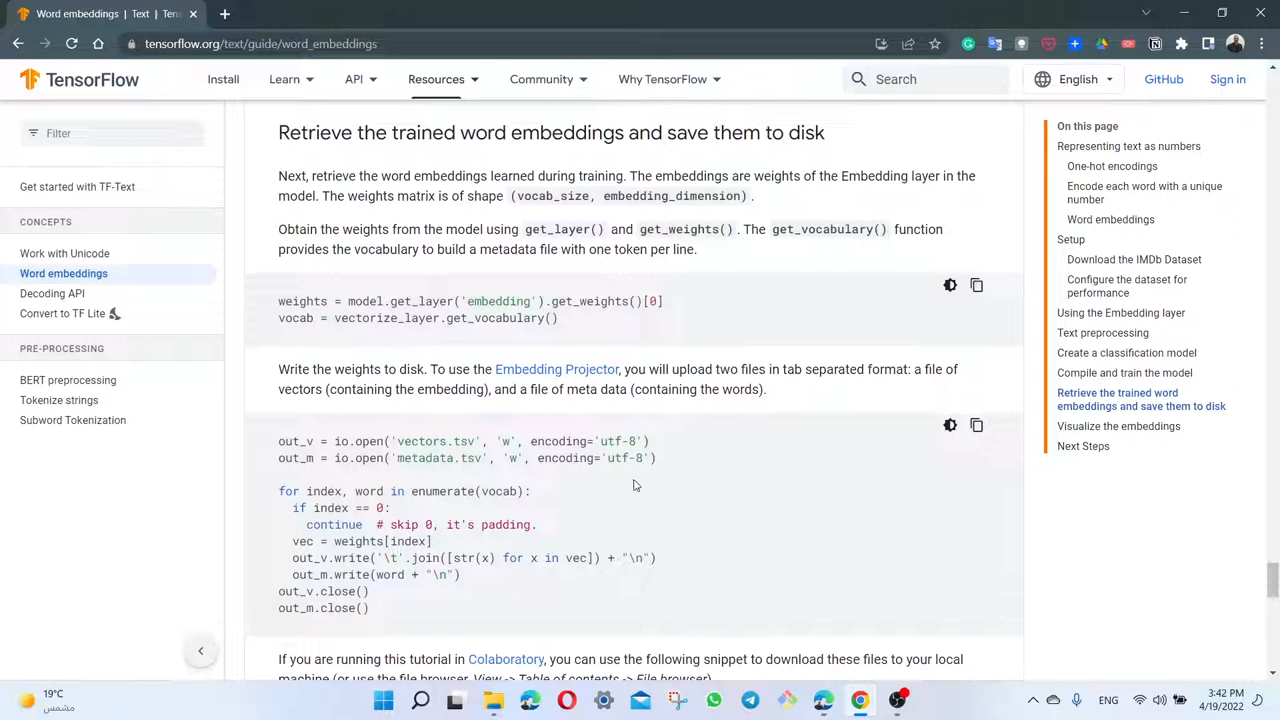 Word embeddings | Text | Tens
tensorflow.org/text/guide/word_embeddings
TensorFlow
Install
Learn
API
Resources
Community
Why TensorFlow
Search
English
GitHub
Sign in
Filter
Get started with TF-Text
CONCEPTS
Work with Unicode
Word embeddings
Decoding API
Convert to TF Lite
PRE-PROCESSING
BERT preprocessing
Tokenize strings
Subword Tokenization
Retrieve the trained word embeddings and save them to disk
Next, retrieve the word embeddings learned during training. The embeddings are weights of the Embedding layer in the
model. The weights matrix is of shape (vocab_size, embedding_dimension).
Obtain the weights from the model using get_layer() and get_weights(). The get_vocabulary() function
provides the vocabulary to build a metadata file with one token per line.
weights = model.get_layer('embedding').get_weights()[0]
vocab = vectorize_layer.get_vocabulary()
Write the weights to disk. To use the Embedding Projector, you will upload two files in tab separated format: a file of
vectors (containing the embedding), and a file of meta data (containing the words).
out_v = io.open('vectors.tsv', 'w', encoding='utf-8')
out_m = io.open('metadata.tsv', 'w', encoding='utf-8')
for index, word in enumerate(vocab):
if index == 0:
continue # skip 0, it's padding.
vec = weights[index]
out_v.write('\t'.join([str(x) for x in vec]) + "\n")
out_m.write(word + "\n")
out_v.close()
out_m.close()
If you are running this tutorial in Colaboratory, you can use the following snippet to download these files to your local
machine (or use the file browser, View -> Table of contents -> File browser).
On this page
Representing text as numbers
One-hot encodings
Encode each word with a unique
number
Word embeddings
Setup
Download the IMDb Dataset
Configure the dataset for
performance
Using the Embedding layer
Text preprocessing
Create a classification model
Compile and train the model
Retrieve the trained word
embeddings and save them to disk
Visualize the embeddings
Next Steps
19°C
مشمس
ENG
3:42 PM
4/19/2022